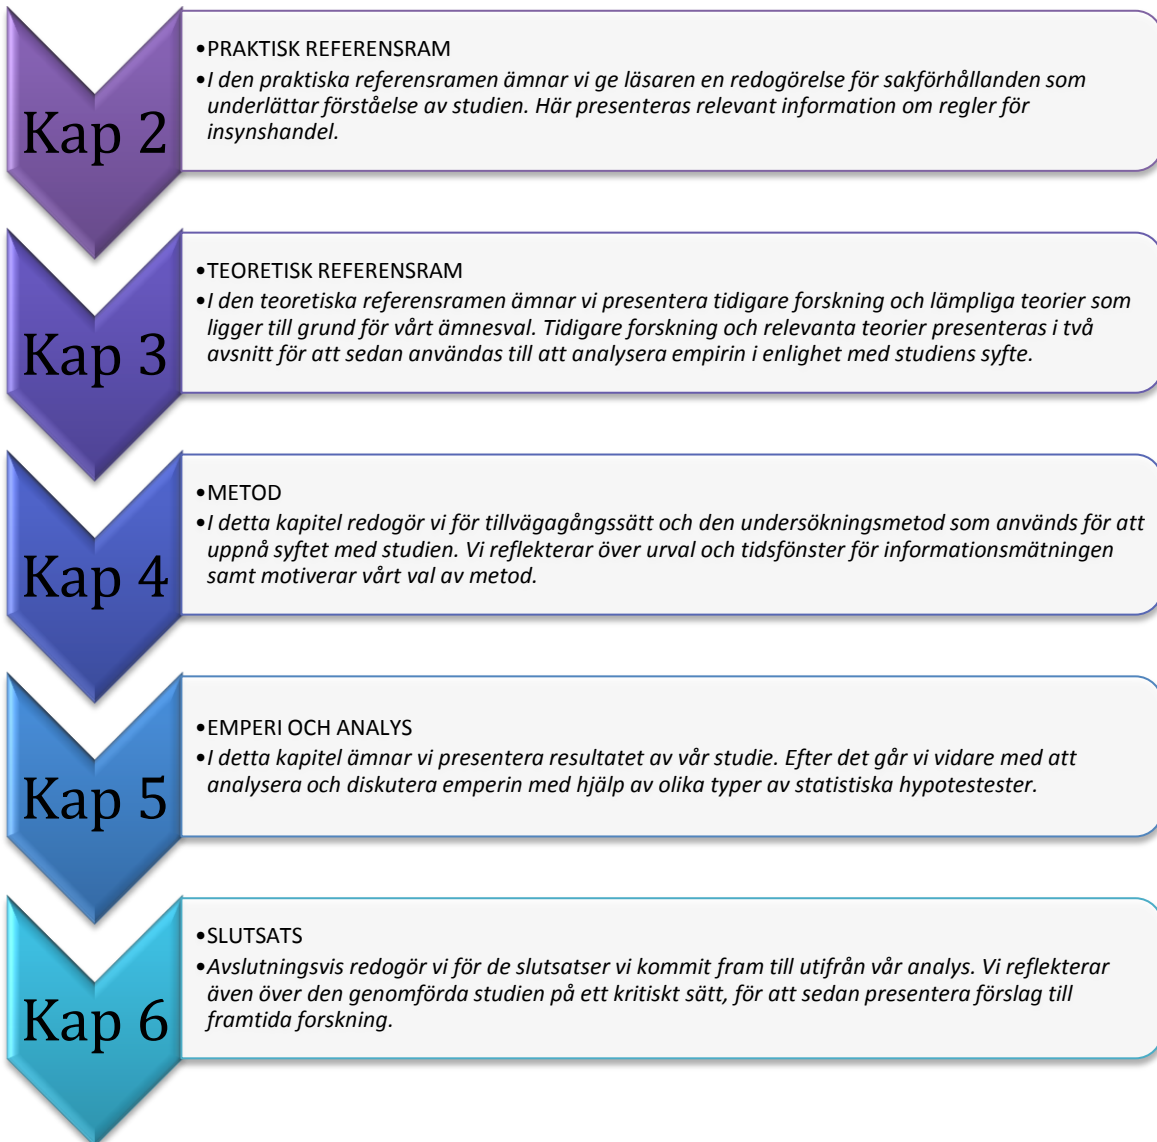 Kap 2
•PRAKTISK REFERENSRAM
•I den praktiska referensramen ämnar vi ge läsaren en redogörelse för sakförhållanden som
underlättar förståelse av studien. Här presenteras relevant information om regler för
insynshandel.
Kap 3
•TEORETISK REFERENSRAM
•I den teoretiska referensramen ämnar vi presentera tidigare forskning och lämpliga teorier som
ligger till grund för vårt ämnesval. Tidigare forskning och relevanta teorier presenteras i två
avsnitt för att sedan användas till att analysera empirin i enlighet med studiens syfte.
Kap 4
•METOD
•I detta kapitel redogör vi för tillvägagångssätt och den undersökningsmetod som används för att
uppnå syftet med studien. Vi reflekterar över urval och tidsfönster för informationsmätningen
samt motiverar vårt val av metod.
Kap 5
•EMPERI OCH ANALYS
•I detta kapitel ämnar vi presentera resultatet av vår studie. Efter det går vi vidare med att
analysera och diskutera emperin med hjälp av olika typer av statistiska hypotestester.
Kap 6
•SLUTSATS
•Avslutningsvis redogör vi för de slutsatser vi kommit fram till utifrån vår analys. Vi reflekterar
även över den genomförda studien på ett kritiskt sätt, för att sedan presentera förslag till
framtida forskning.